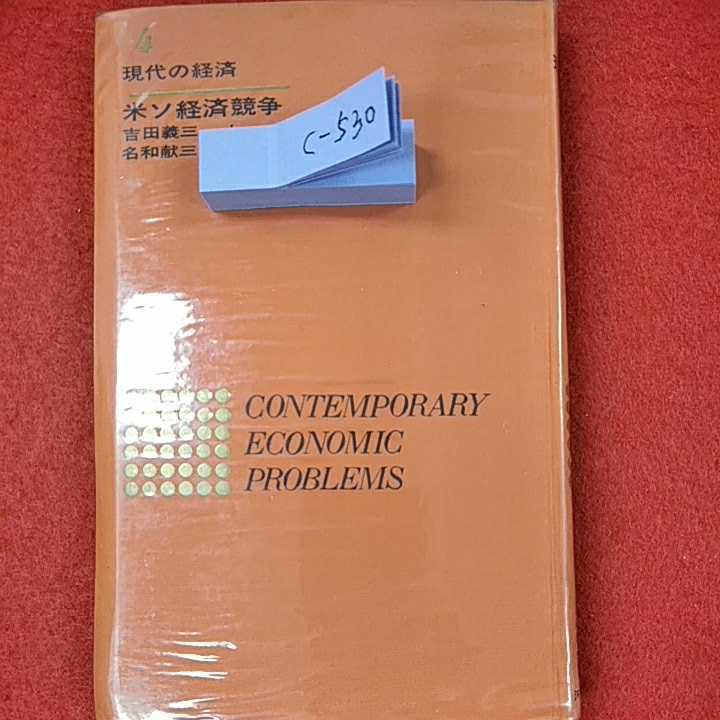 4
現代の経済
米ソ経済競争
吉田義三
名和献三
C-530
CONTEMPORARY
ECONOMIC
PROBLEMS